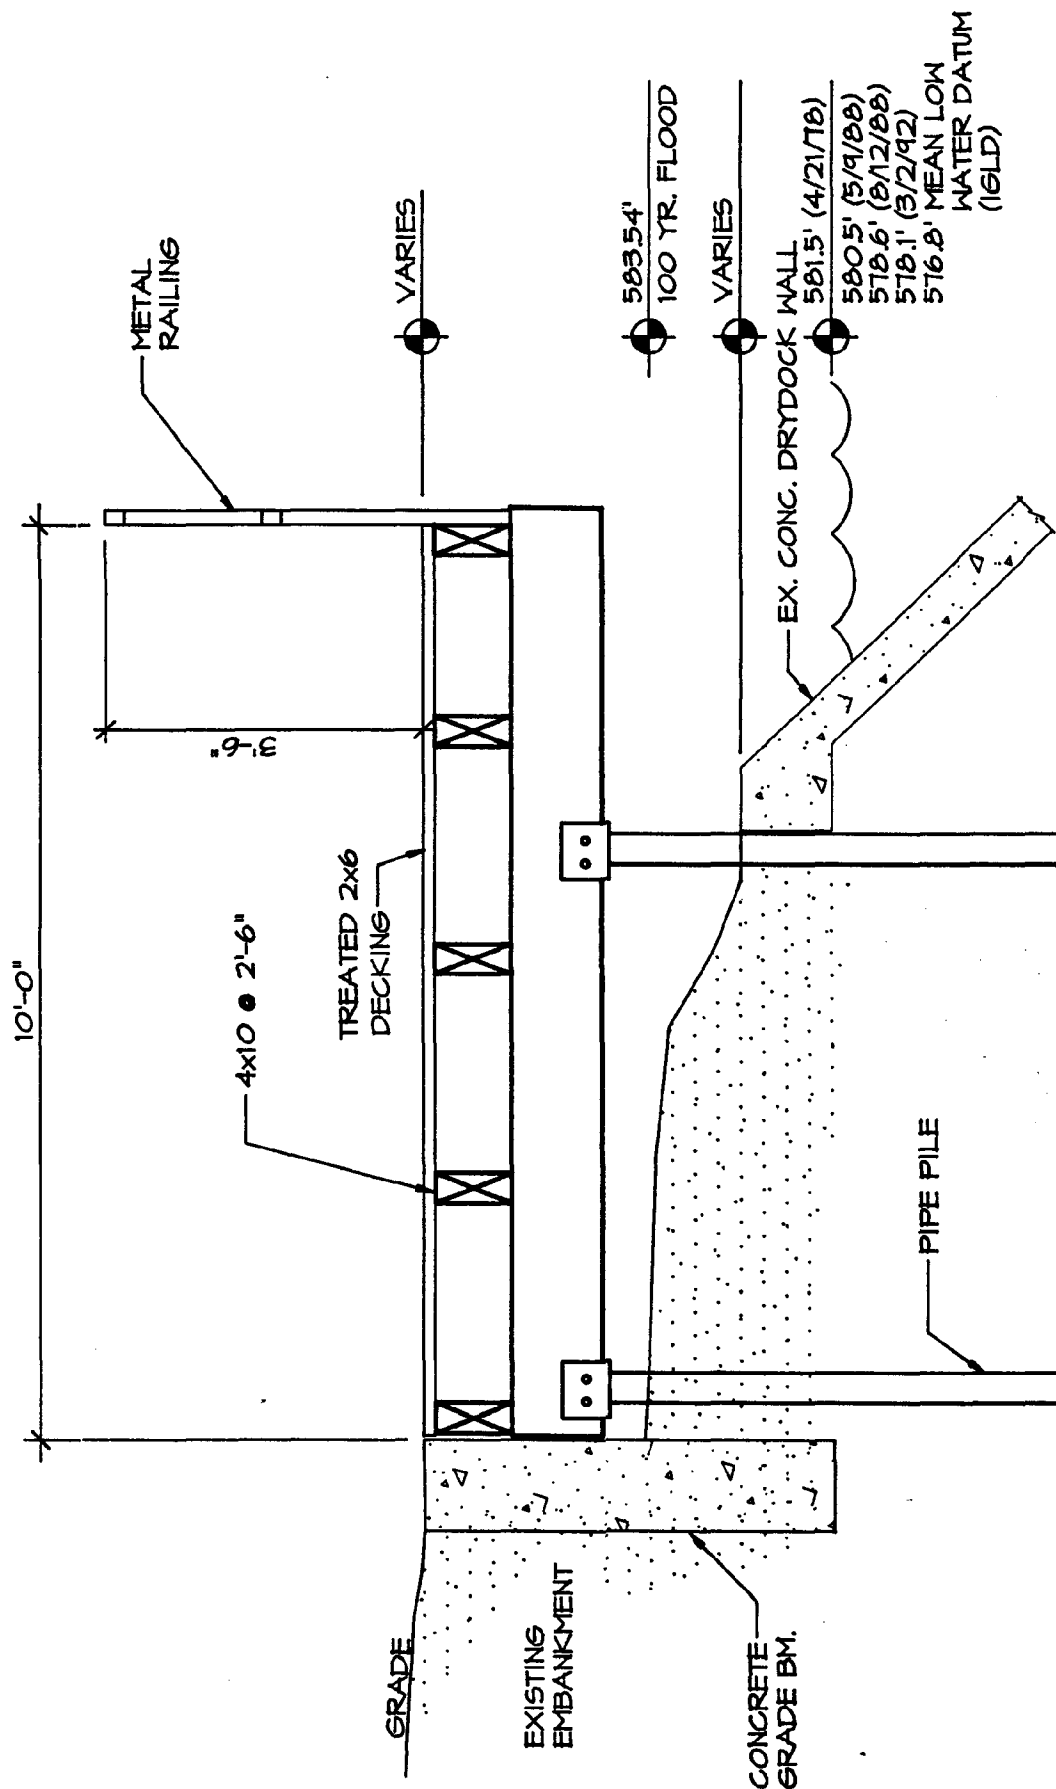 10'-0"
METAL
RAILING
3'-6"
4x10 @ 2'-6"
TREATED 2x6
DECKING
VARIES
583.54'
100 YR. FLOOD
VARIES
EX. CONC. DRYDOCK WALL
581.5' (4/21/78)
580.5' (5/9/88)
578.6' (8/12/88)
578.1' (3/2/92)
576.8' MEAN LOW
WATER DATUM
(IGLD)
GRADE
EXISTING
EMBANKMENT
CONCRETE
GRADE BM.
PIPE PILE